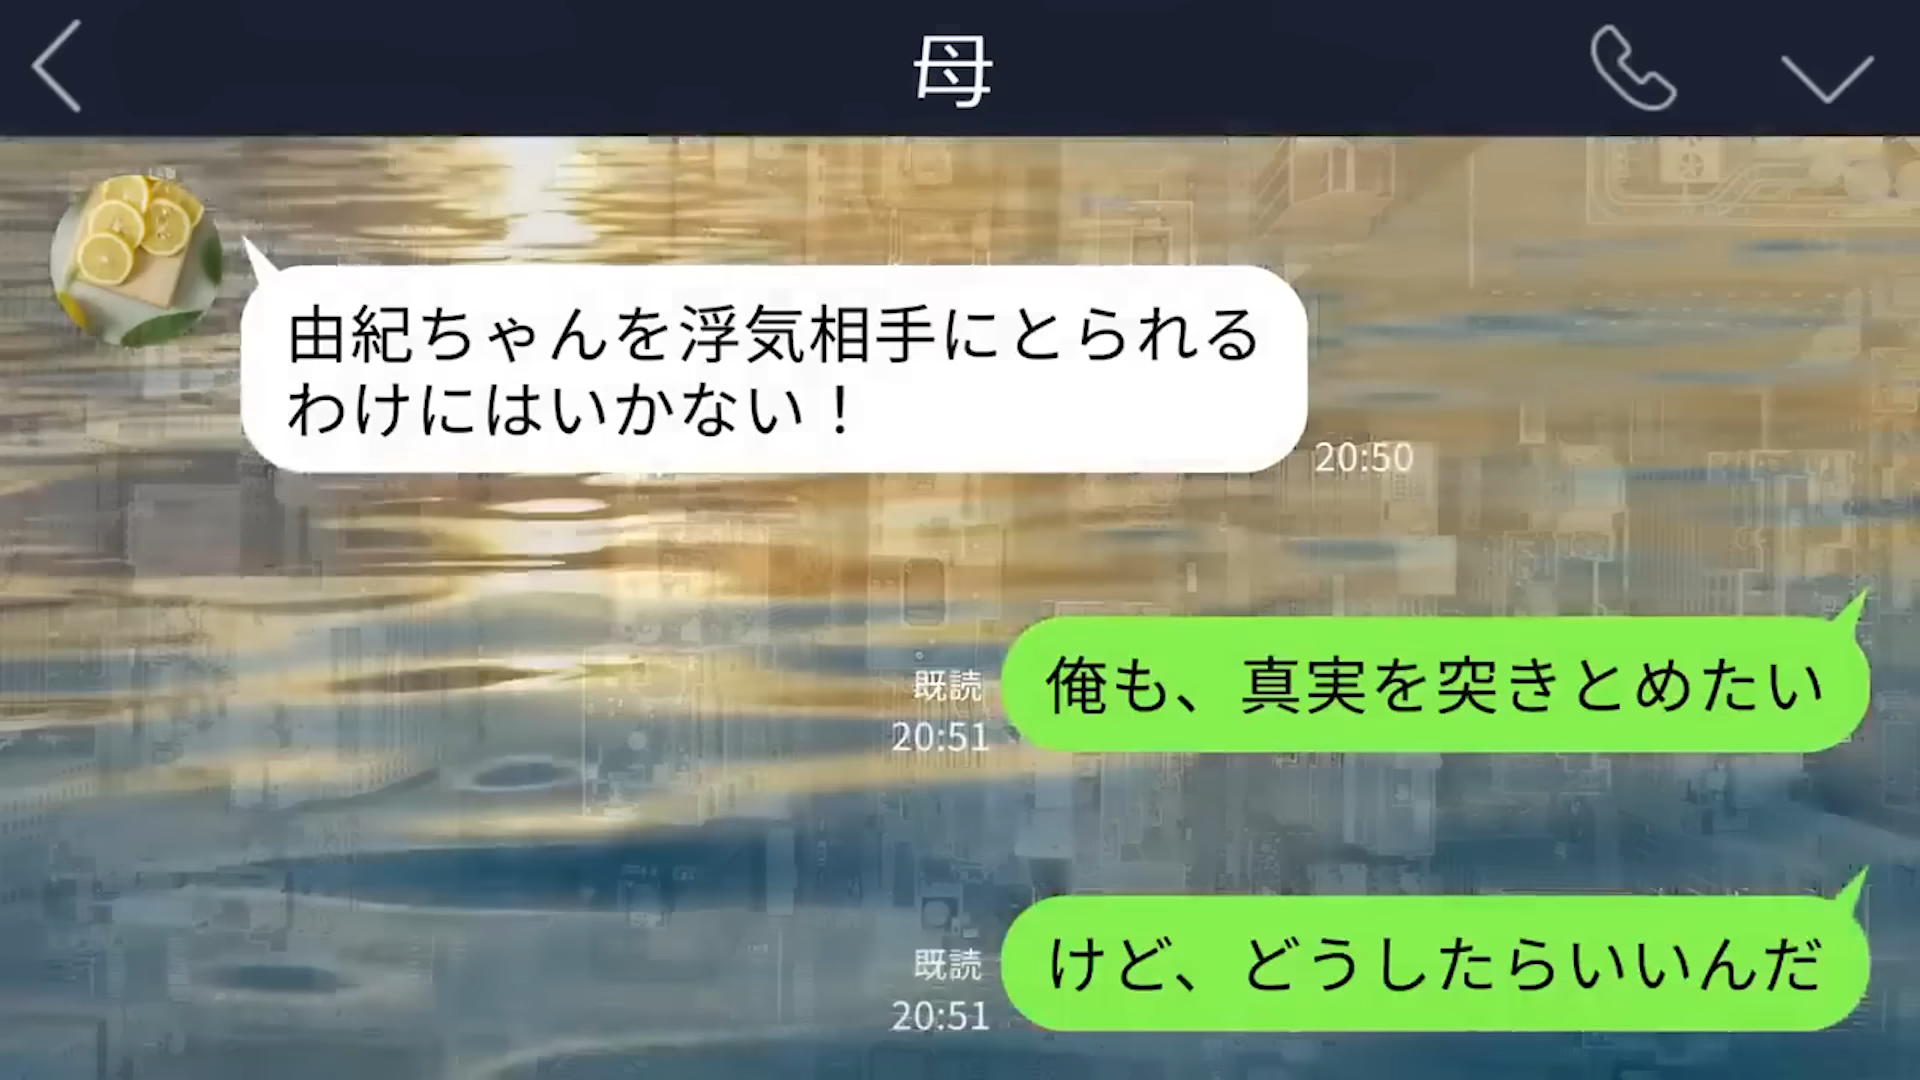 母
由紀ちゃんを浮気相手にとられる
わけにはいかない！
20:50
俺も、真実を突きとめたい
既読
20:51
けど、どうしたらいいんだ
既読
20:51